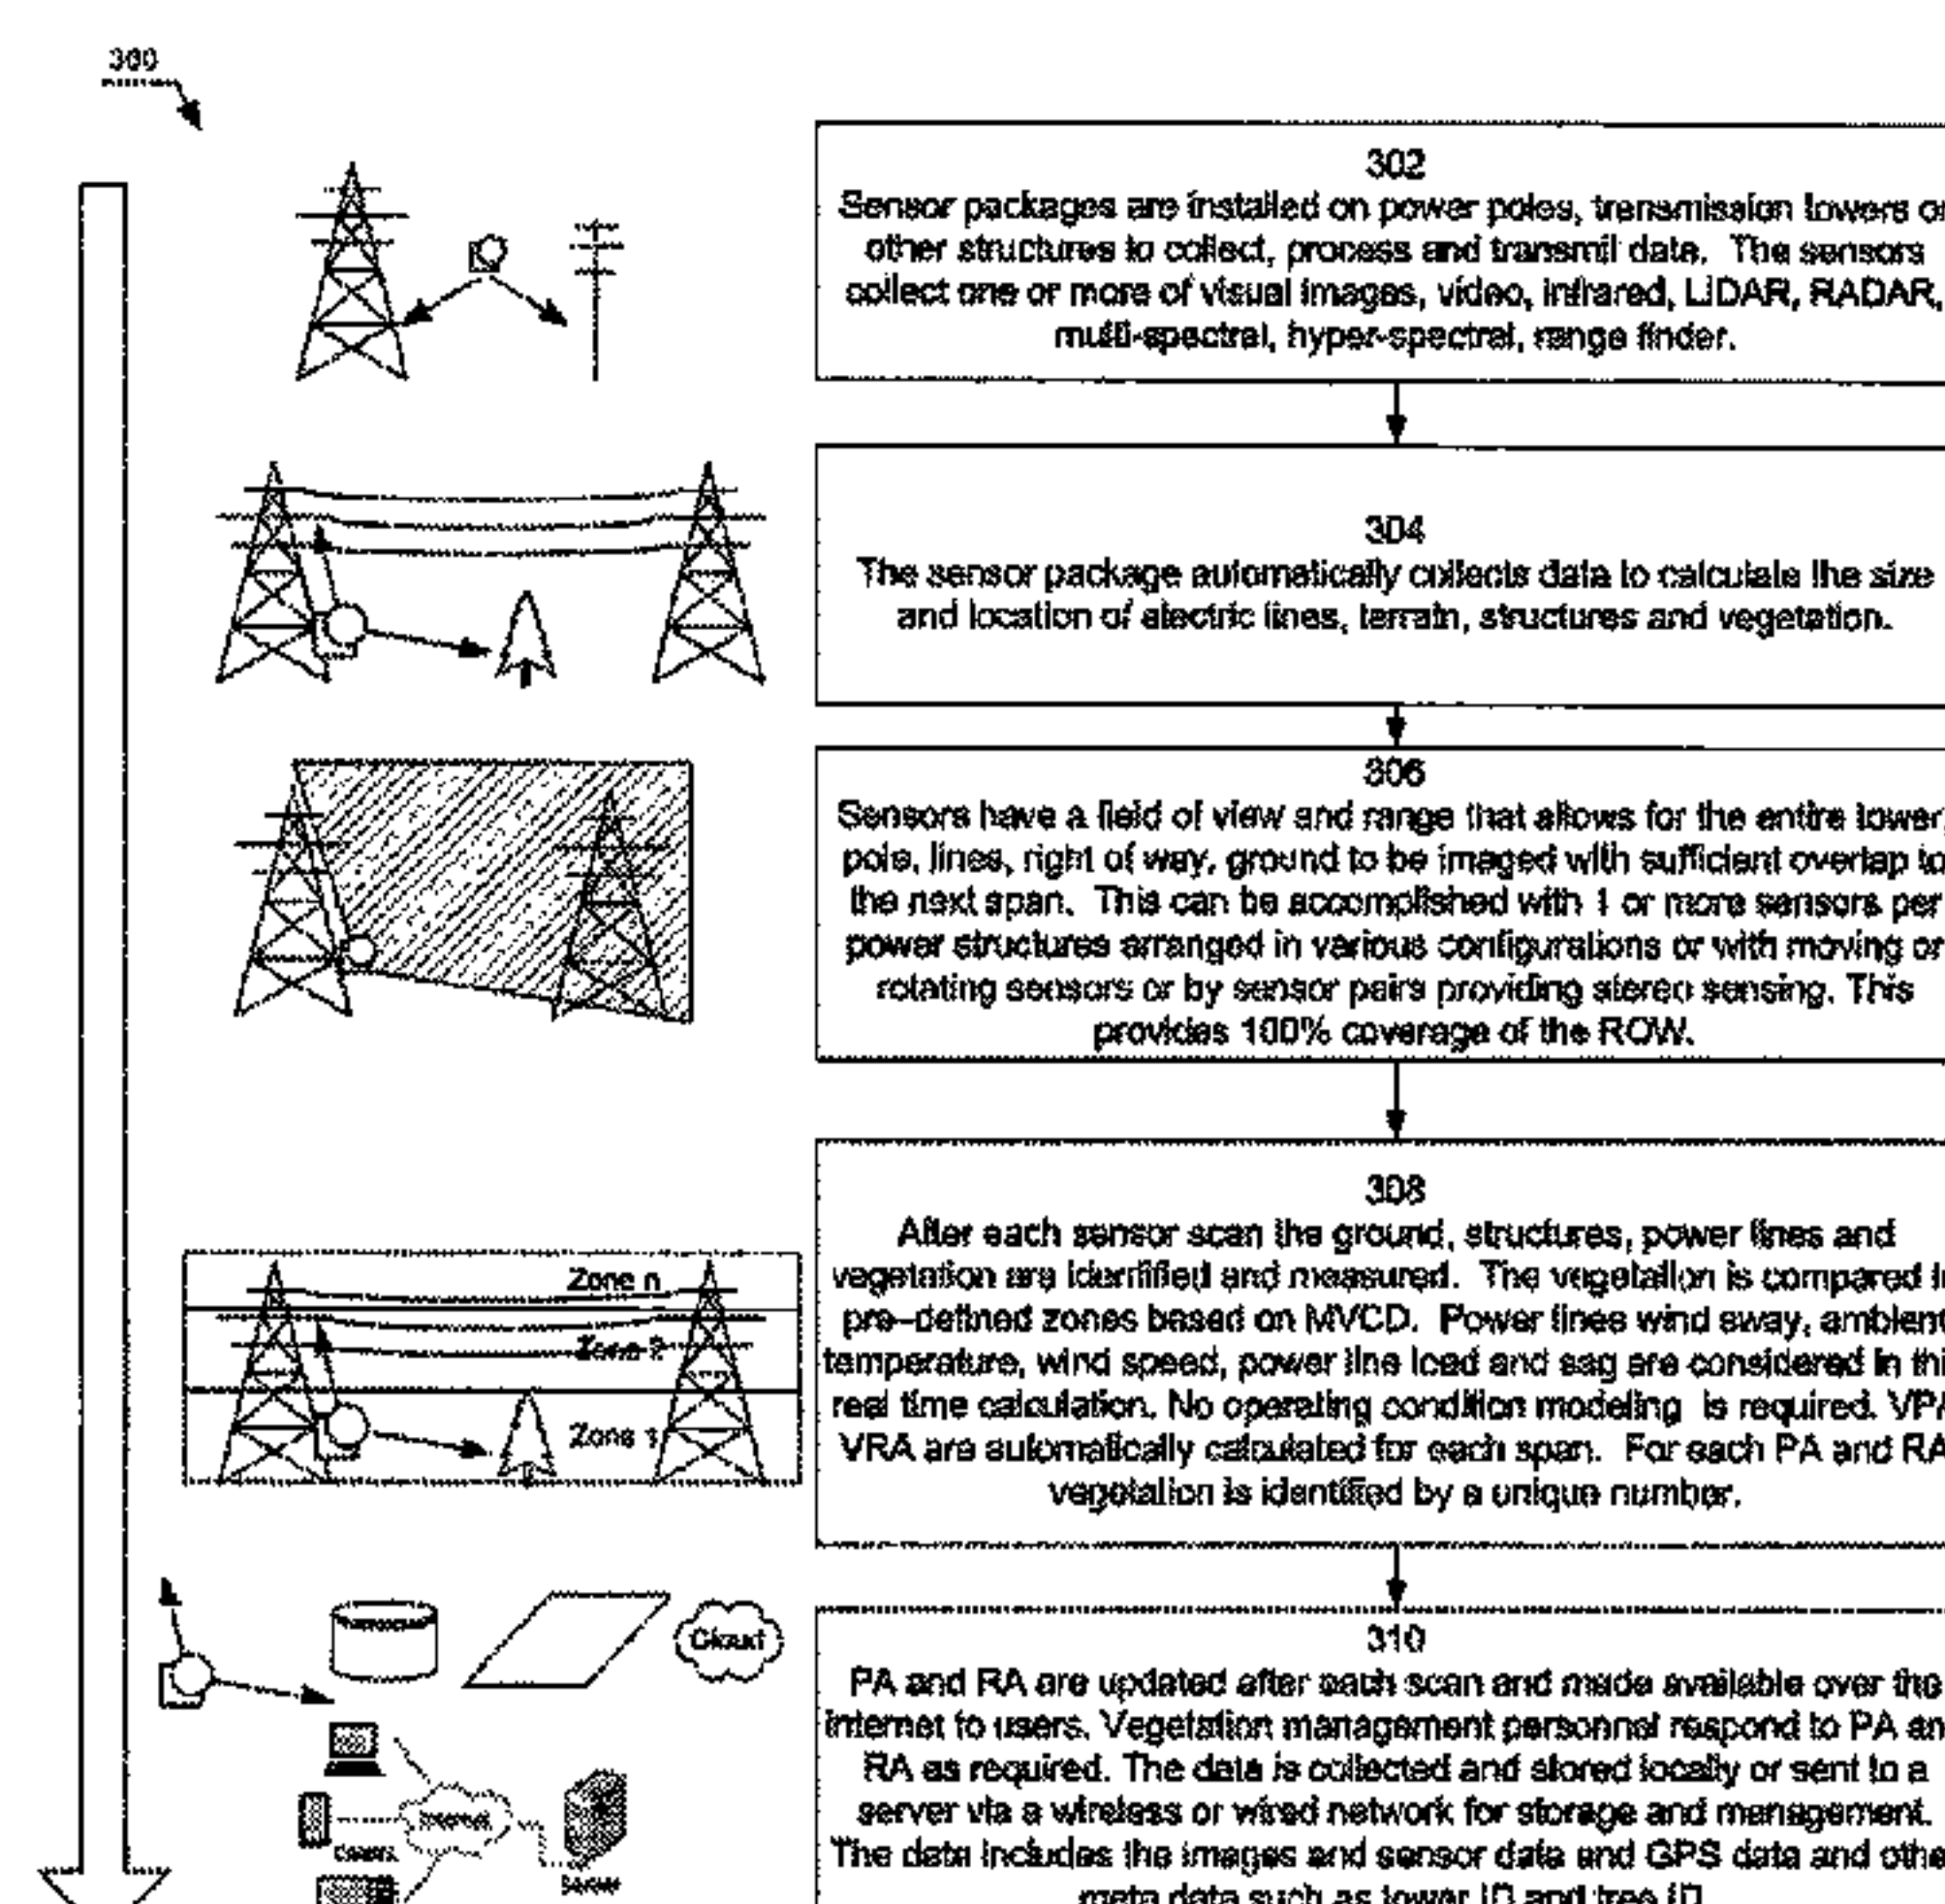 300
302
Sensor packages are installed on power poles, transmission towers or
other structures to collect, process and transmit data. The sensors
collect one or more of visual images, video, infrared, LiDAR, RADAR,
multi-spectral, hyper-spectral, range finder.
304
The sensor package automatically collects data to calculate the size
and location of electric lines, terrain, structures and vegetation.
306
Sensors have a field of view and range that allows for the entire tower,
pole, lines, right of way, ground to be imaged with sufficient overlap to
the next span. This can be accomplished with 1 or more sensors per
power structures arranged in various configurations or with moving or
rotating sensors or by sensor pairs providing stereo sensing. This
provides 100% coverage of the ROW.
Zone n
Zone 2
Zone 1
308
After each sensor scan the ground, structures, power lines and
vegetation are identified and measured. The vegetation is compared
pre-defined zones based on MVCD. Power lines wind sway, ambient
temperature, wind speed, power line load and sag are considered in
real time calculation. No operating condition modeling is required. VPA
VRA are automatically calculated for each span. For each PA and RA
vegetation is identified by a unique number.
Cloud
Internet
Users
Server
310
PA and RA are updated after each scan and made available over the
internet to users. Vegetation management personnel respond to PA
RA as required. The data is collected and stored locally or sent to a
server via a wireless or wired network for storage and management.
The data includes the images and sensor data and GPS data and
meta data such as tower ID and tree ID